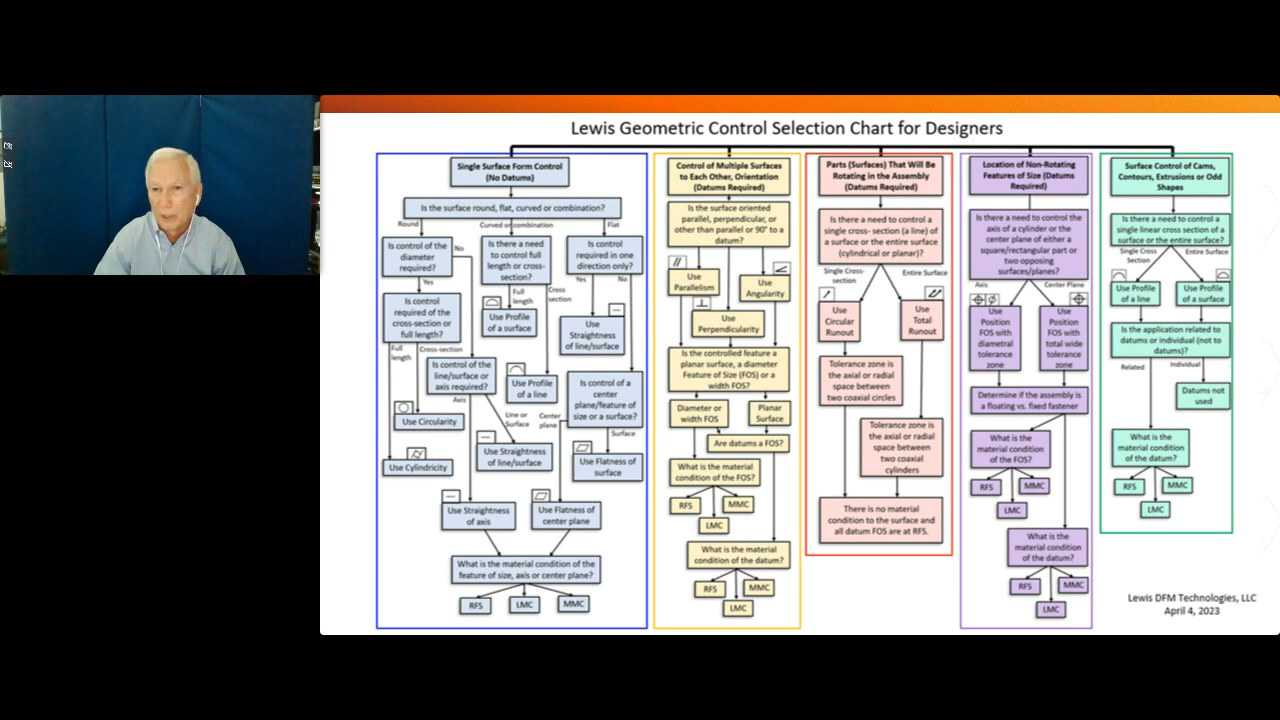 Lewis Geometric Control Selection Chart for Designers
Single Surface Form Control
(No Datums)
Is the surface round, flat, curved or combination?
Round
Curved or combination
Flat
Is control of the
diameter
required?
No
Yes
Is there a need
to control full
length or cross-
section?
Is control
required in one
direction only?
Yes
No
Full
length
Cross
section
Is control
required of the
cross-section or
full length?
Use Profile
of a surface
Use
Straightness
of line/surface
Full
length
Cross-section
Is control of the
line/surface or
axis required?
Use Profile
of a line
Is control of a
center
plane/feature of
size or a surface?
Axis
Line or
Surface
Center
plane
Surface
Use Circularity
Use Cylindricity
Use Straightness
of line/surface
Use Flatness of
surface
Use Straightness
of axis
Use Flatness of
center plane
What is the material condition of the
feature of size, axis or center plane?
RFS
LMC
MMC
Control of Multiple Surfaces
to Each Other, Orientation
(Datums Required)
Is the surface oriented
parallel, perpendicular, or
other than parallel or 90° to a
datum?
Use
Parallelism
Use
Angularity
Use
Perpendicularity
Is the controlled feature a
planar surface, a diameter
Feature of Size (FOS) or a
width FOS?
Diameter or
width FOS
Planar
Surface
Are datums a FOS?
What is the material
condition of the FOS?
RFS
MMC
LMC
What is the material
condition of the datum?
RFS
MMC
LMC
Parts (Surfaces) That Will Be
Rotating in the Assembly
(Datums Required)
Is there a need to control a
single cross- section (a line) of
a surface or the entire surface
(cylindrical or planar)?
Single Cross-
section
Entire Surface
Use
Circular
Runout
Use
Total
Runout
Tolerance zone is
the axial or radial
space between
two coaxial circles
Tolerance zone is
the axial or radial
space between
two coaxial
cylinders
There is no material
condition to the surface and
all datum FOS are at RFS.
Location of Non-Rotating
Features of Size (Datums
Required)
Is there a need to control the
axis of a cylinder or the
center plane of either a
square/rectangular part or
two opposing
surfaces/planes?
Axis
Center Plane
Use
Position
FOS with
diametral
tolerance
zone
Use
Position
FOS with
total wide
tolerance
zone
Determine if the assembly is
a floating vs. fixed fastener
What is the
material condition
of the FOS?
RFS
MMC
LMC
What is the
material condition
of the datum?
RFS
MMC
LMC
Surface Control of Cams,
Contours, Extrusions or Odd
Shapes
Is there a need to control a
single linear cross section of a
surface or the entire surface?
Single Cross
Section
Entire Surface
Use Profile
of a line
Use Profile
of a surface
Is the application related to
datums or individual (not to
datums)?
Related
Individual
Datums not
used
What is the
material condition
of the datum?
RFS
MMC
LMC
Lewis DFM Technologies, LLC
April 4, 2023